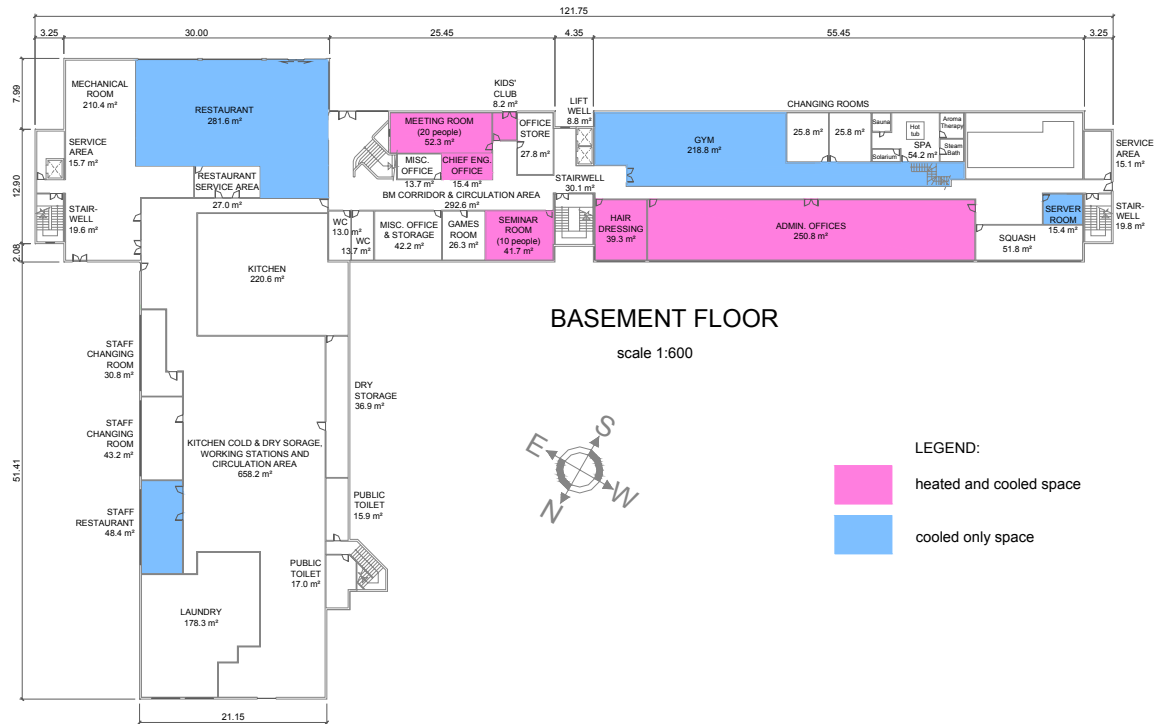 121.75
3.25
30.00
25.45
4.35
55.45
3.25
7.99
12.90
2.08
51.41
21.15
MECHANICAL
ROOM
210.4 m²
RESTAURANT
281.6 m²
SERVICE
AREA
15.7 m²
RESTAURANT
SERVICE AREA
27.0 m²
STAIR-
WELL
19.6 m²
KIDS'
CLUB
8.2 m²
MEETING ROOM
(20 people)
52.3 m²
OFFICE
STORE
27.8 m²
MISC.
OFFICE
13.7 m²
CHIEF ENG.
OFFICE
15.4 m²
BM CORRIDOR & CIRCULATION AREA
292.6 m²
LIFT
WELL
8.8 m²
STAIRWELL
30.1 m²
CHANGING ROOMS
GYM
218.8 m²
25.8 m²
25.8 m²
Sauna
Solarium
Hot
tub
SPA
54.2 m²
Aroma
Therapy
Steam
Bath
SERVICE
AREA
15.1 m²
STAIR-
WELL
19.8 m²
WC
13.0 m²
WC
13.7 m²
MISC. OFFICE
& STORAGE
42.2 m²
GAMES
ROOM
26.3 m²
SEMINAR
ROOM
(10 people)
41.7 m²
HAIR
DRESSING
39.3 m²
ADMIN. OFFICES
250.8 m²
SERVER
ROOM
15.4 m²
SQUASH
51.8 m²
KITCHEN
220.6 m²
STAFF
CHANGING
ROOM
30.8 m²
DRY
STORAGE
36.9 m²
STAFF
CHANGING
ROOM
43.2 m²
KITCHEN COLD & DRY SORAGE,
WORKING STATIONS AND
CIRCULATION AREA
658.2 m²
STAFF
RESTAURANT
48.4 m²
PUBLIC
TOILET
15.9 m²
PUBLIC
TOILET
17.0 m²
LAUNDRY
178.3 m²
BASEMENT FLOOR
scale 1:600
E
S
N
W
LEGEND:
heated and cooled space
cooled only space